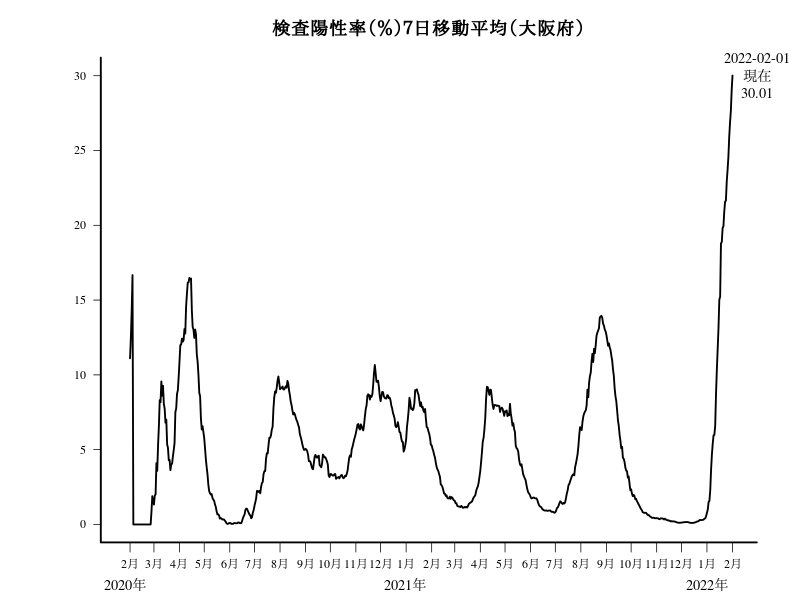 検査陽性率(%)7日移動平均(大阪府)
2022-02-01
現在
30.01
30
25
20
15
10
5
0
2月 3月 4月 5月 6月 7月 8月 9月 10月 11月 12月 1月 2月 3月 4月 5月 6月 7月 8月 9月 10月 11月 12月 1月 2月
2020年 2021年 2022年